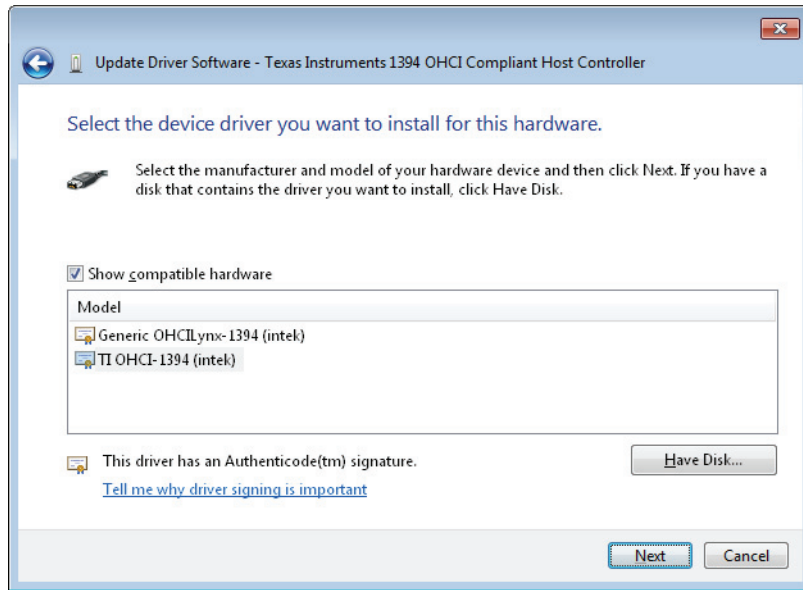 Update Driver Software - Texas Instruments 1394 OHCI Compliant Host Controller
Select the device driver you want to install for this hardware.
Select the manufacturer and model of your hardware device and then click Next. If you have a
disk that contains the driver you want to install, click Have Disk.
Show compatible hardware
Model
Generic OHCILynx-1394 (intek)
TI OHCI-1394 (intek)
This driver has an Authenticode(tm) signature.
Have Disk...
Tell me why driver signing is important
Next
Cancel